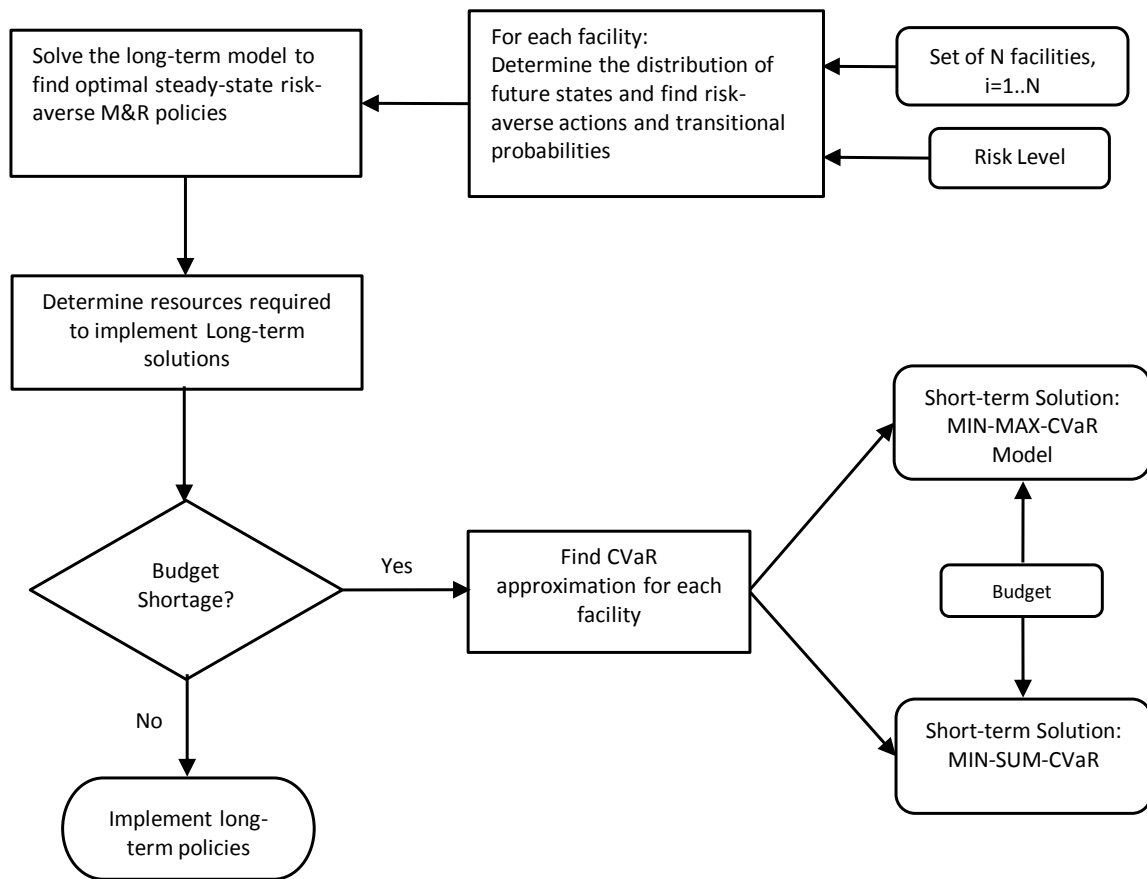 Solve the long-term model to
find optimal steady-state risk-
averse M&R policies
For each facility:
Determine the distribution of
future states and find risk-
averse actions and transitional
probabilities
Set of N facilities,
i=1..N
Risk Level
Determine resources required
to implement Long-term
solutions
Budget
Shortage?
Yes
No
Find CVaR
approximation for each
facility
Short-term Solution:
MIN-MAX-CVaR
Model
Budget
Short-term Solution:
MIN-SUM-CVaR
Implement long-
term policies